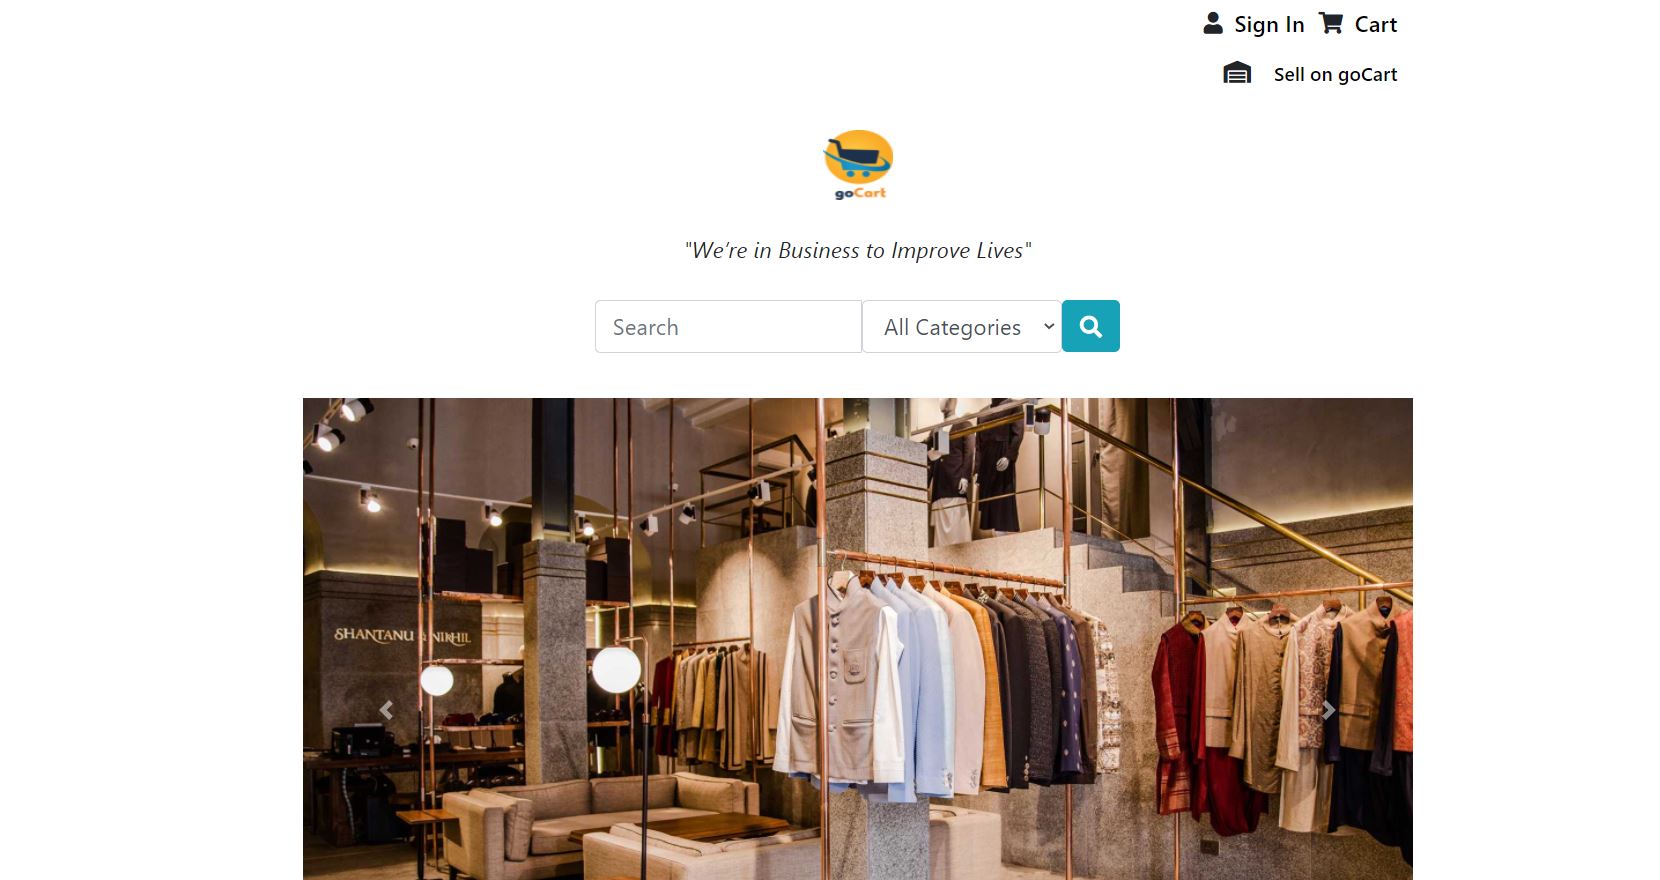 Sign In Cart
Sell on goCart
goCart
"We're in Business to Improve Lives"
Search All Categories
SHANTANU & NIKHIL